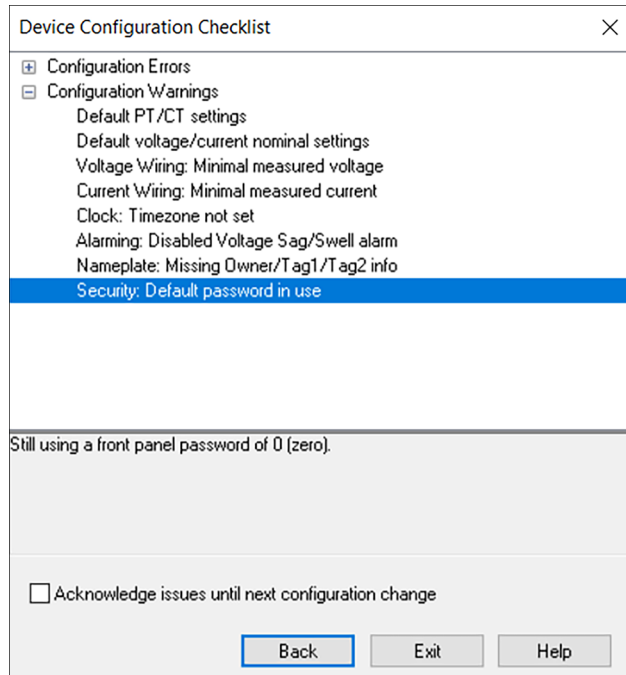 Device Configuration Checklist
Configuration Errors
Configuration Warnings
Default PT/CT settings
Default voltage/current nominal settings
Voltage Wiring: Minimal measured voltage
Current Wiring: Minimal measured current
Clock: Timezone not set
Alarming: Disabled Voltage Sag/Swell alarm
Nameplate: Missing Owner/Tag1/Tag2 info
Security: Default password in use
Still using a front panel password of 0 (zero).
Acknowledge issues until next configuration change
Back Exit Help